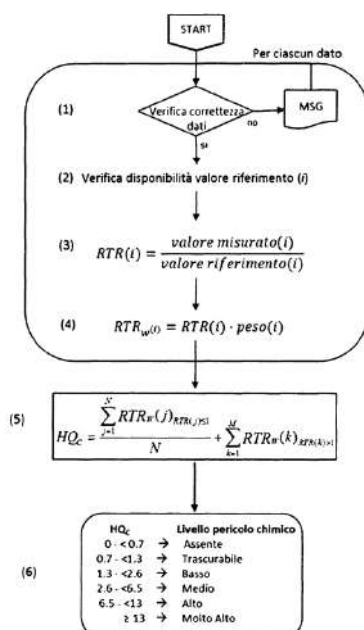 START
Per ciascun dato
(1) Verifica correttezza dati
no
MSG
si
(2) Verifica disponibilità valore riferimento (i)
(3) RTR(i) = valore misurato(i) / valore riferimento(i)
(4) RTR_w(i) = RTR(i) · peso(i)
(5) HQ_C = ∑_{j=1}^{N} RTR_W(j)_{RTR(j)≤1} / N + ∑_{k=1}^{M} RTR_W(k)_{RTR(k)>1}
(6)
HQ_C Livello pericolo chimico
0 - <0.7 → Assente
0.7 - <1.3 → Trascurabile
1.3 - <2.6 → Basso
2.6 - <6.5 → Medio
6.5 - <13 → Alto
≥ 13 → Molto Alto